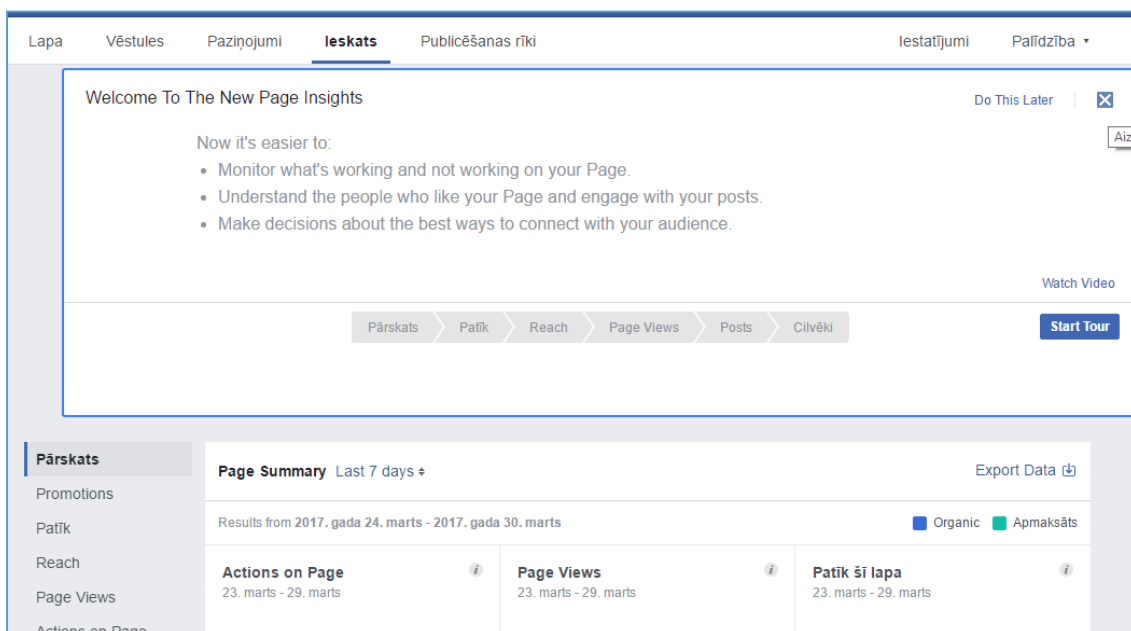 Lapa Vēstules Paziņojumi Ieskats Publicēšanas rīki Iestatījumi Palīdzība
Welcome To The New Page Insights Do This Later
Now it's easier to:
• Monitor what's working and not working on your Page.
• Understand the people who like your Page and engage with your posts.
• Make decisions about the best ways to connect with your audience.
Watch Video
Pārskats Patīk Reach Page Views Posts Cilvēki Start Tour
Pārskats
Promotions
Patīk
Reach
Page Views
Actions on Page
Page Summary Last 7 days Export Data
Results from 2017. gada 24. marts - 2017. gada 30. marts Organic Apmaksāts
Actions on Page
23. marts - 29. marts
Page Views
23. marts - 29. marts
Patīk šī lapa
23. marts - 29. marts